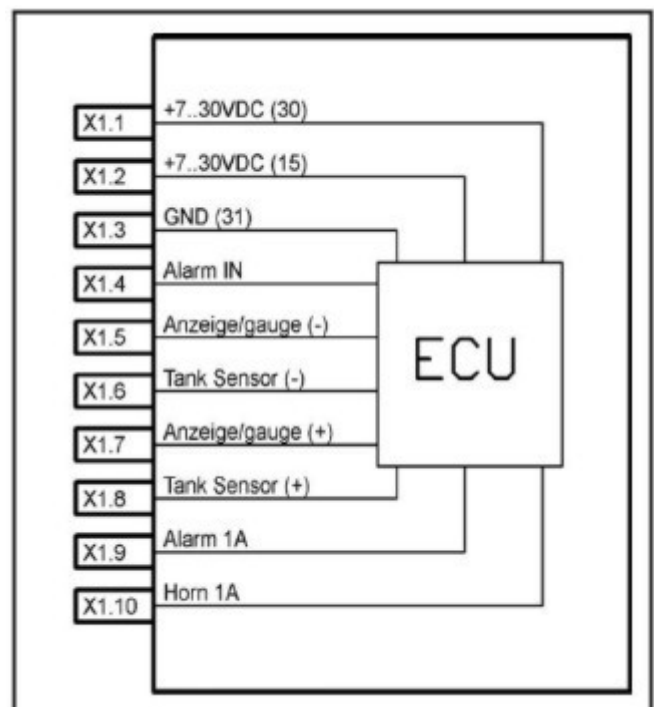 X1.1 +7..30VDC (30)
X1.2 +7..30VDC (15)
X1.3 GND (31)
X1.4 Alarm IN
X1.5 Anzeige/gauge (-)
X1.6 Tank Sensor (-)
X1.7 Anzeige/gauge (+)
X1.8 Tank Sensor (+)
X1.9 Alarm 1A
X1.10 Horn 1A
ECU